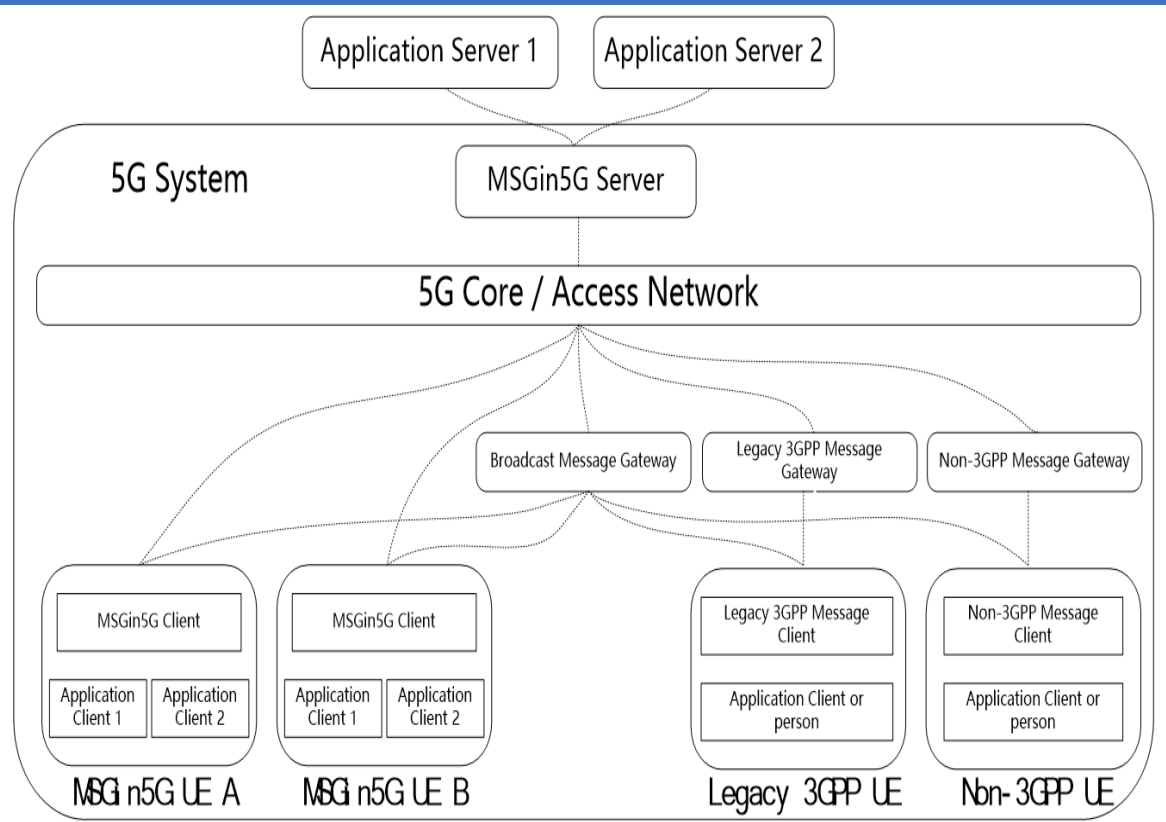 Application Server 1
Application Server 2
5G System
MSGin5G Server
5G Core / Access Network
Broadcast Message Gateway
Legacy 3GPP Message
Gateway
Non-3GPP Message Gateway
MSGin5G Client
Application
Client 1
Application
Client 2
MSGin5G UE A
MSGin5G Client
Application
Client 1
Application
Client 2
MSGin5G UE B
Legacy 3GPP Message
Client
Application Client or
person
Legacy 3GPP UE
Non-3GPP Message
Client
Application Client or
person
Non-3GPP UE